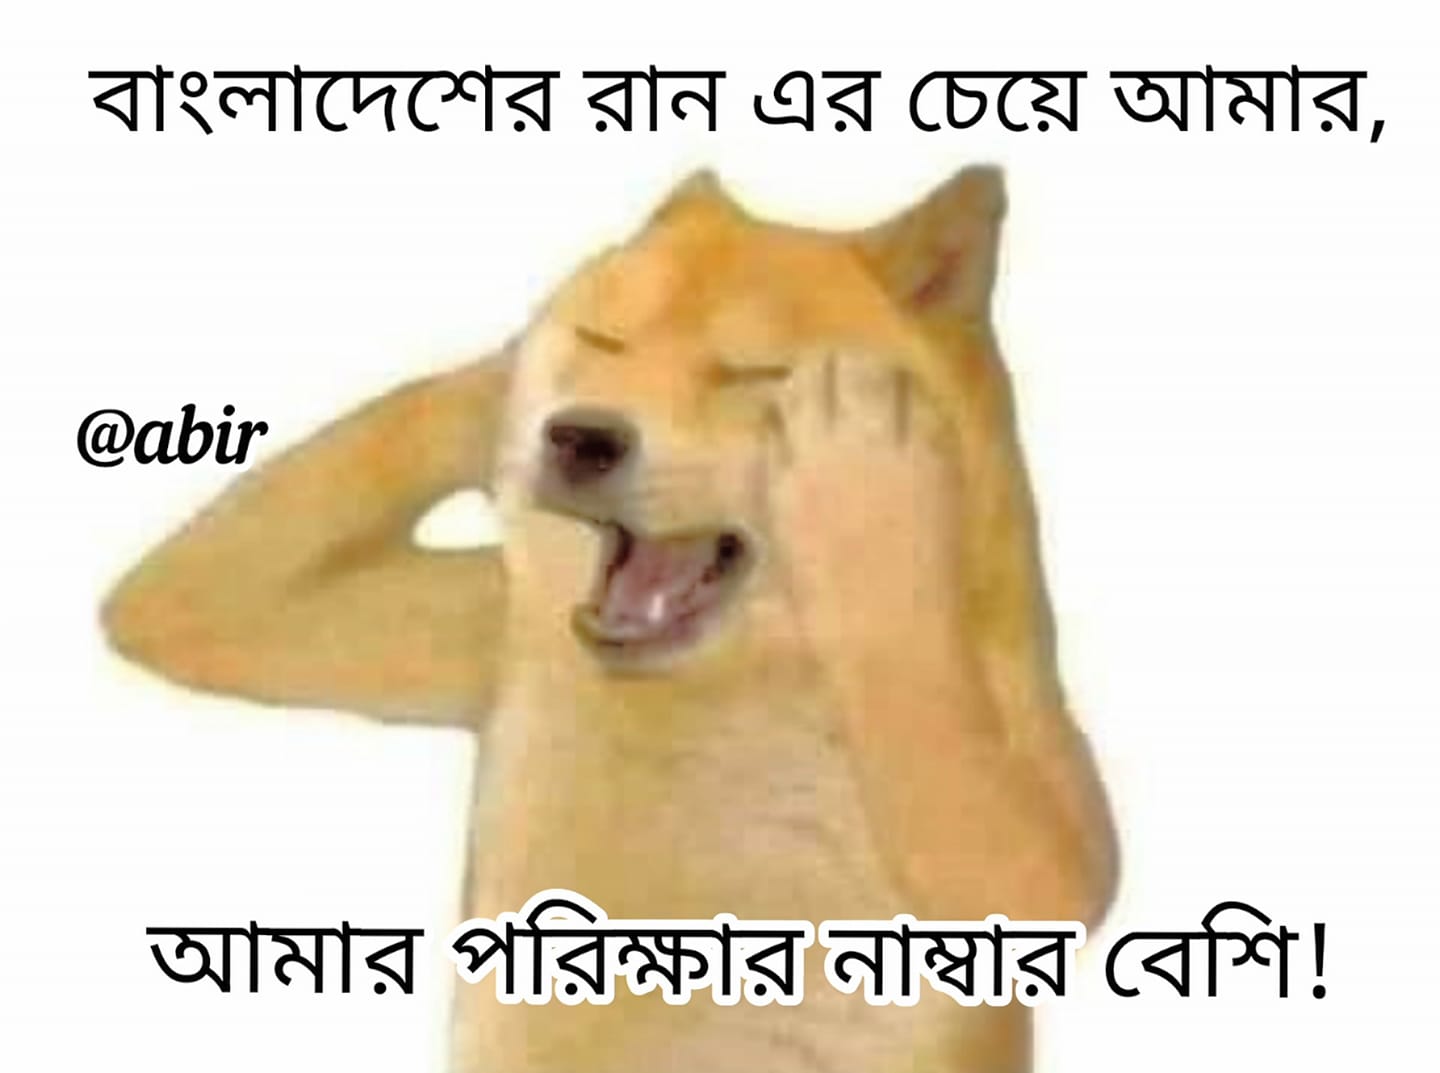 বাংলাদেশের রান এর চেয়ে আমার,
@abir
আমার পরিক্ষার নাম্বার বেশি!